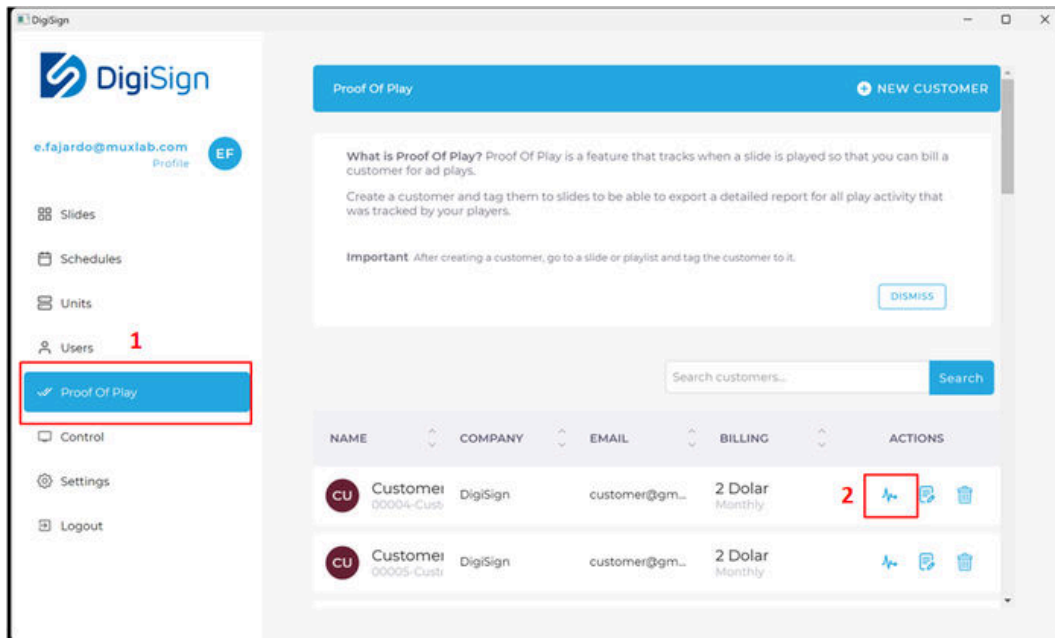 DigiSign
DigiSign
e.fajardo@muxlab.com
Profile
EF
Slides
Schedules
Units
Users
1
Proof Of Play
Control
Settings
Logout
Proof Of Play
NEW CUSTOMER
What is Proof Of Play? Proof Of Play is a feature that tracks when a slide is played so that you can bill a
customer for ad plays.
Create a customer and tag them to slides to be able to export a detailed report for all play activity that
was tracked by your players.
Important After creating a customer, go to a slide or playlist and tag the customer to it.
DISMISS
Search customers...
Search
NAME COMPANY EMAIL BILLING ACTIONS
CU Customer DigiSign customer@gm... 2 Dolar 2
00004-Cust Monthly
CU Customer DigiSign customer@gm... 2 Dolar
00005-Cust Monthly